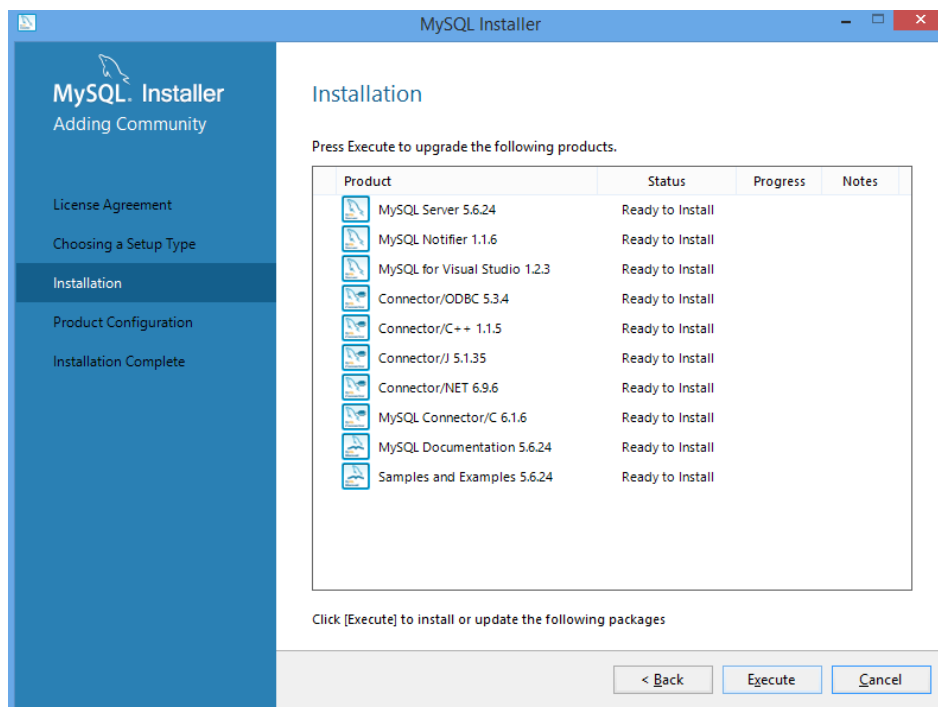 MySQL Installer
MySQL. Installer
Adding Community
License Agreement
Choosing a Setup Type
Installation
Product Configuration
Installation Complete
Installation
Press Execute to upgrade the following products.
Product Status Progress Notes
MySQL Server 5.6.24 Ready to Install
MySQL Notifier 1.1.6 Ready to Install
MySQL for Visual Studio 1.2.3 Ready to Install
Connector/ODBC 5.3.4 Ready to Install
Connector/C++ 1.1.5 Ready to Install
Connector/J 5.1.35 Ready to Install
Connector/NET 6.9.6 Ready to Install
MySQL Connector/C 6.1.6 Ready to Install
MySQL Documentation 5.6.24 Ready to Install
Samples and Examples 5.6.24 Ready to Install
Click [Execute] to install or update the following packages
< Back Execute Cancel